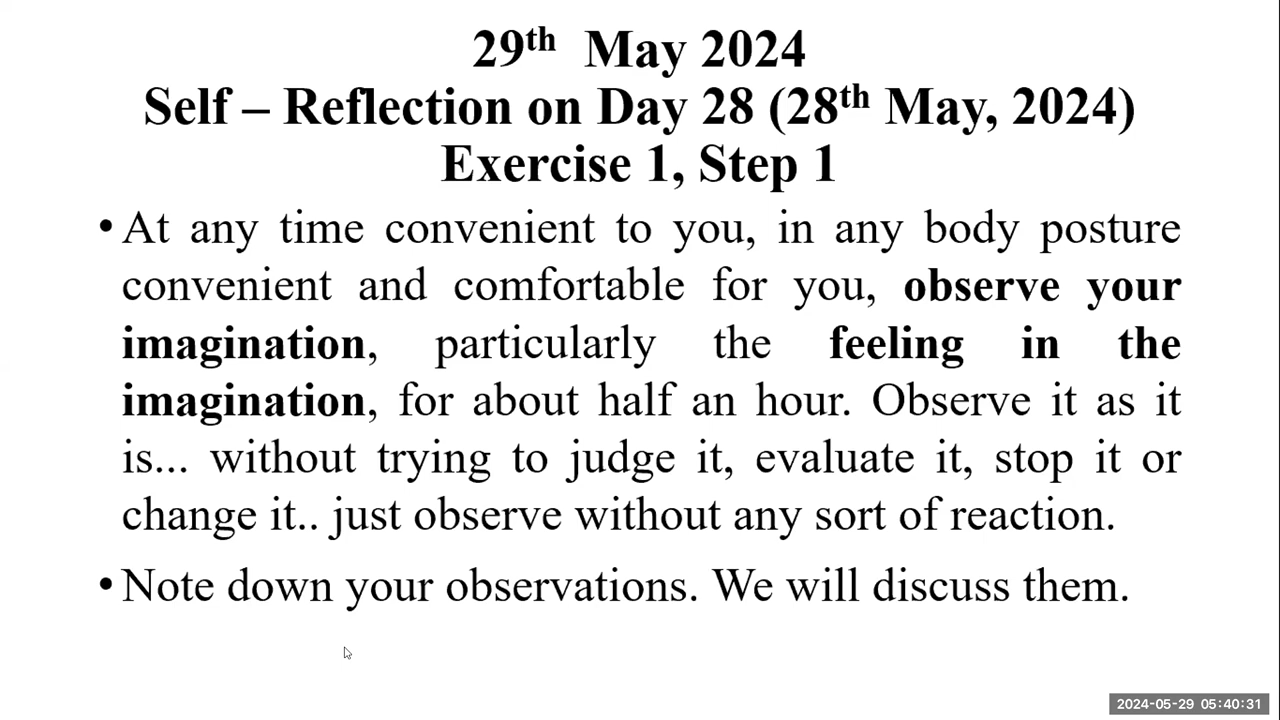 29th May 2024
Self – Reflection on Day 28 (28th May, 2024)
Exercise 1, Step 1
• At any time convenient to you, in any body posture
convenient and comfortable for you, observe your
imagination, particularly the feeling in the
imagination, for about half an hour. Observe it as it
is... without trying to judge it, evaluate it, stop it or
change it.. just observe without any sort of reaction.
• Note down your observations. We will discuss them.
2024-05-29 05:40:31